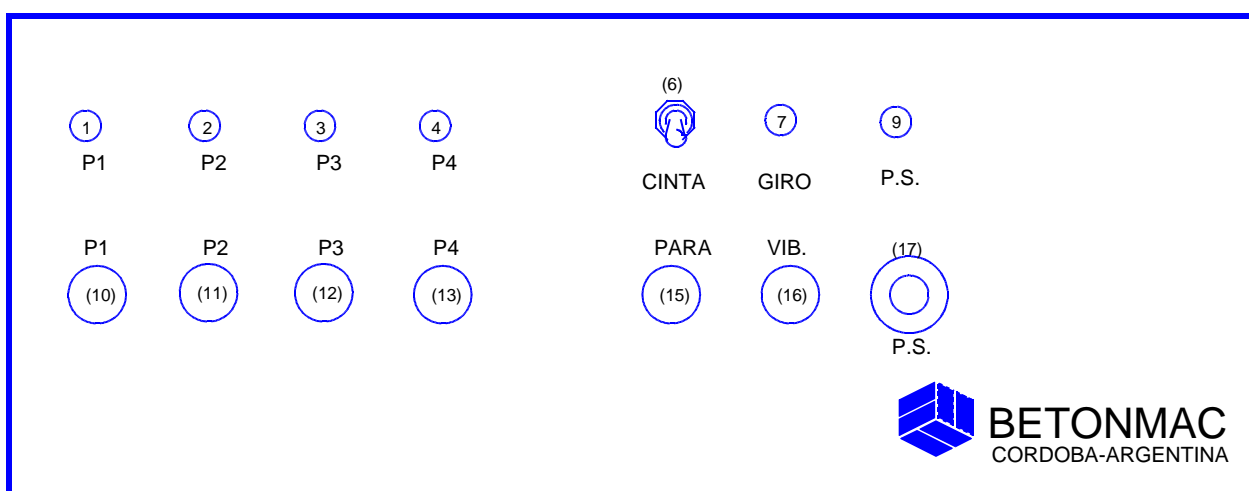 (6)
1 2 3 4 7 9
P1 P2 P3 P4
CINTA GIRO P.S.
P1 P2 P3 P4 PARA VIB. (17)
(10) (11) (12) (13) (15) (16)
P.S.
BETONMAC
CORDOBA-ARGENTINA